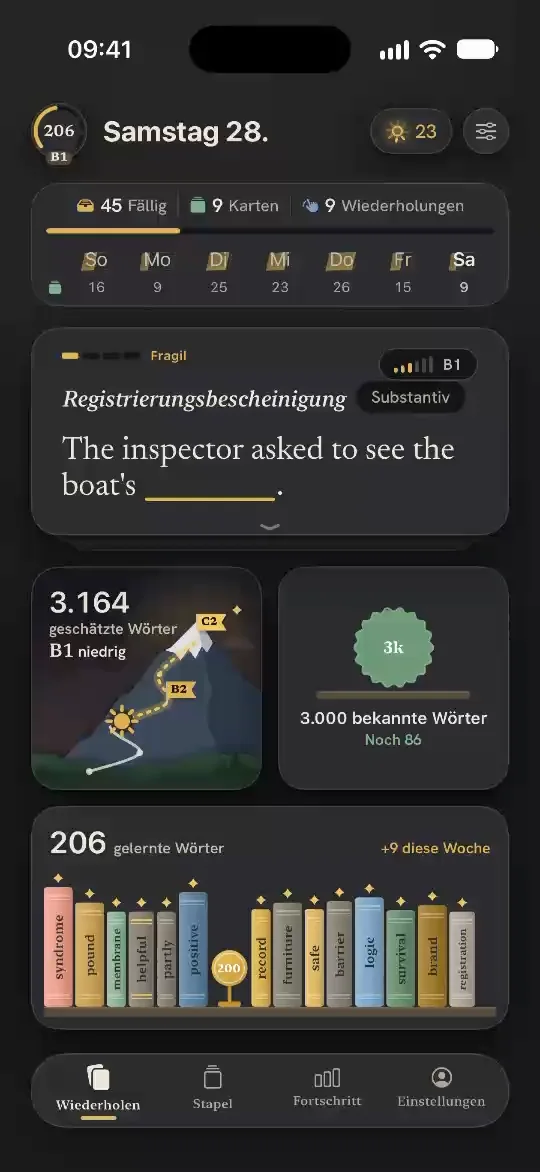 09:41
206
B1
Samstag 28.
23
45 Fällig
9 Karten
9 Wiederholungen
So Mo Di Mi Do Fr Sa
16 9 25 23 26 15 9
Fragil
B1
Registrierungsbescheinigung
Substantiv
The inspector asked to see the
boat's ________.
3.164
geschätzte Wörter
B1 niedrig
C2
B2
3k
3.000 bekannte Wörter
Noch 86
206 gelernte Wörter
+9 diese Woche
syndrome
pound
membrane
helpful
partly
positive
200
record
furniture
safe
barrier
logic
survival
brand
registration
Wiederholen
Stapel
Fortschritt
Einstellungen